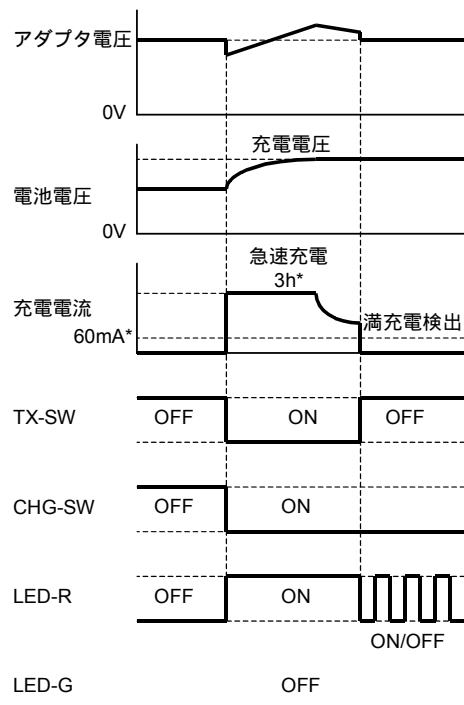 アダプタ電圧
0V
充電電圧
電池電圧
0V
急速充電
3h*
充電電流
60mA*
満充電検出
TX-SW OFF ON OFF
CHG-SW OFF ON
LED-R OFF ON
ON/OFF
LED-G OFF